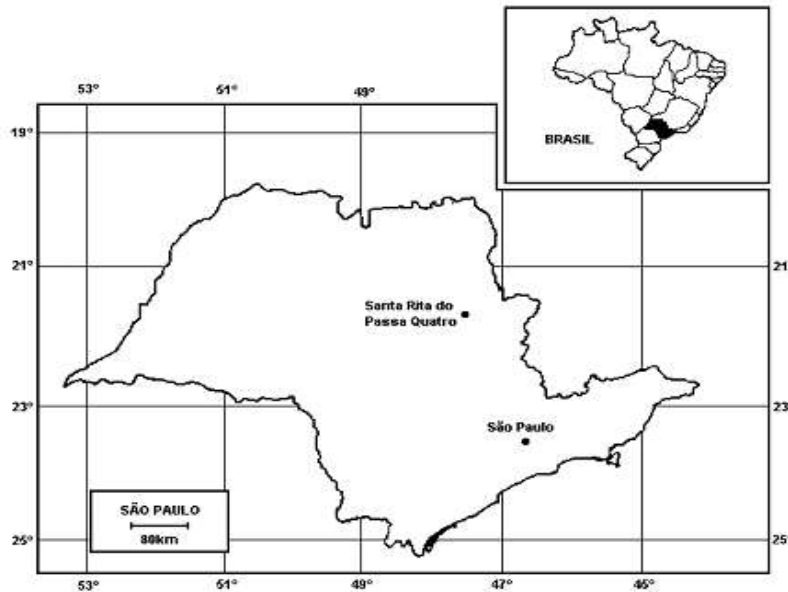 53°
51°
49°
BRASIL
19°
21°
21
Santa Rita do
Passa Quatro
23°
23
São Paulo
SÃO PAULO
80km
25°
25
53°
51°
49°
47°
45°